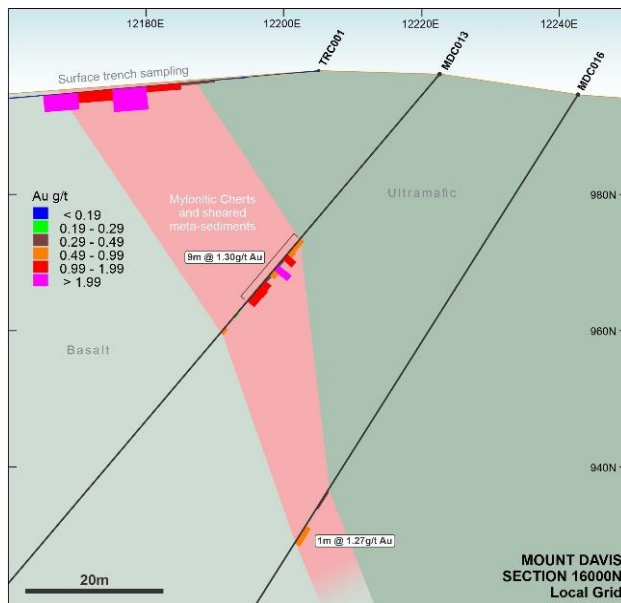 12180E
12200E
12220E
12240E
TRC001
MDC013
MDC016
Surface trench sampling
Au g/t
< 0.19
0.19 - 0.29
0.29 - 0.49
0.49 - 0.99
0.99 - 1.99
> 1.99
Mylonitic Cherts
and sheared
meta-sediments
Ultramafic
980N
9m @ 1.30g/t Au
960N
Basalt
940N
1m @ 1.27g/t Au
20m
MOUNT DAVIS
SECTION 16000N
Local Grid